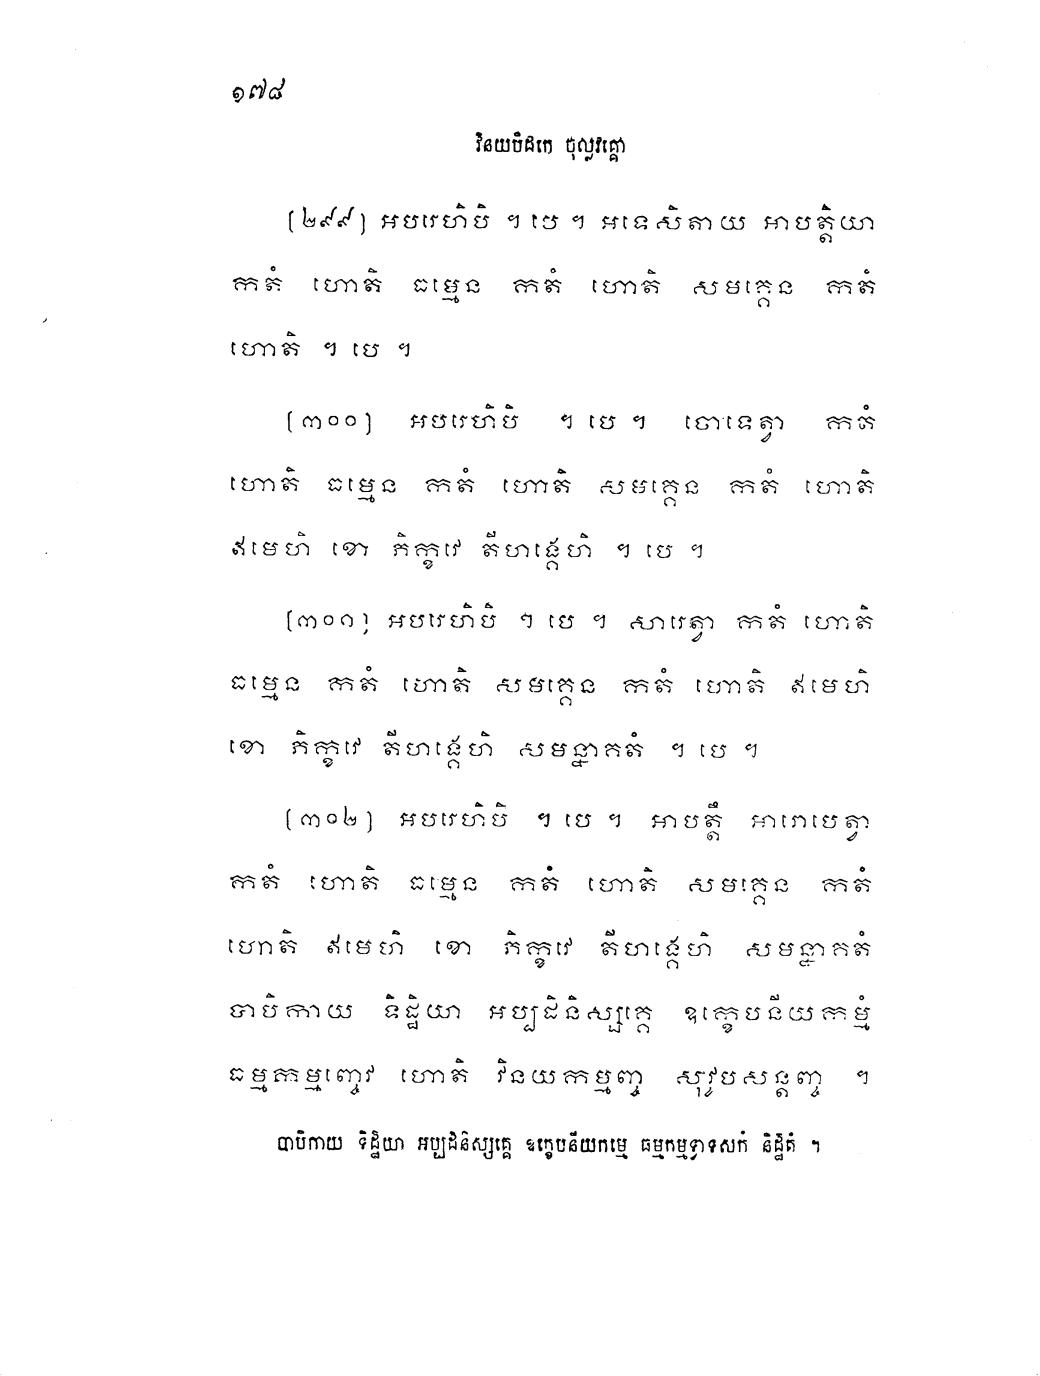 ១៧៨
វិនយបិដកេ ចុល្លវគ្គោ
[២៩៩] អបរេហិបិ ។ បេ ។ អទេសិតាយ អាបត្តិយា
កតំ ហោតិ ធម្មេន កតំ ហោតិ សមគ្គេន កតំ
ហោតិ ។ បេ ។
[៣០០] អបរេហិបិ ។ បេ ។ ចោទេត្វា កតំ
ហោតិ ធម្មេន កតំ ហោតិ សមគ្គេន កតំ ហោតិ
ឥមេហិ ខោ ភិក្ខវេ តីហង្គេហិ ។ បេ ។
[៣០១] អបរេហិបិ ។ បេ ។ សារេត្វា កតំ ហោតិ
ធម្មេន កតំ ហោតិ សមគ្គេន កតំ ហោតិ ឥមេហិ
ខោ ភិក្ខវេ តីហង្គេហិ សមន្នាគតំ ។ បេ ។
[៣០២] អបរេហិបិ ។ បេ ។ អាបត្តឹ អារោបេត្វា
កតំ ហោតិ ធម្មេន កតំ ហោតិ សមគ្គេន កតំ
ហោតិ ឥមេហិ ខោ ភិក្ខវេ តីហង្គេហិ សមន្នាគតំ
បាបិកាយ ទិដ្ឋិយា អប្បដិនិស្សគ្គេ ឧក្ខេបនីយកម្មំ
ធម្មកម្មញ្ចេវ ហោតិ វិនយកម្មញ្ច សុវូបសន្តញ្ច ។
បាបិកាយ ទិដ្ឋិយា អប្បដិនិស្សគ្គេ ឧក្ខេបនីយកម្មេ ធម្មកម្មទ្វាទសកំ និដ្ឋិតំ ។